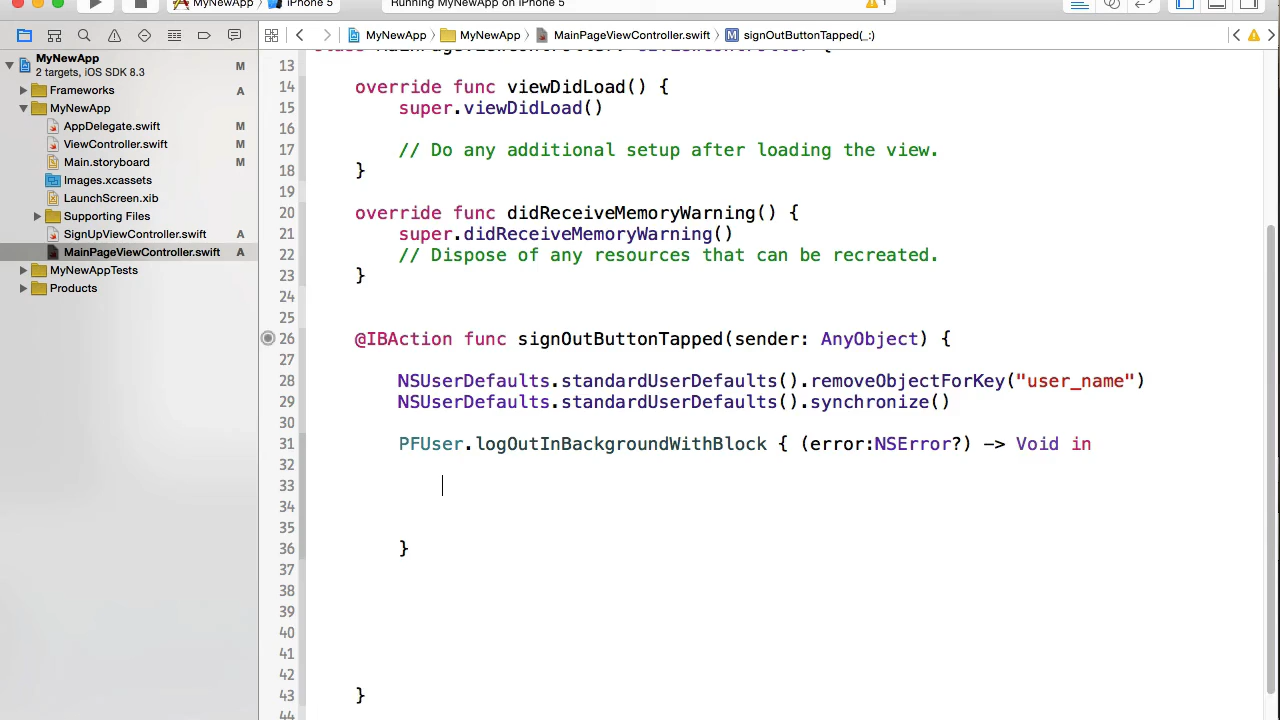 MyNewApp
iPhone 5
Running MyNewApp on iPhone 5
1
MyNewApp
MyNewApp
MainPageViewController.swift
signOutButtonTapped(_:)
MyNewApp
M
2 targets, iOS SDK 8.3
Frameworks
A
MyNewApp
AppDelegate.swift
M
ViewController.swift
M
Main.storyboard
M
Images.xcassets
LaunchScreen.xib
Supporting Files
SignUpViewController.swift
A
MainPageViewController.swift
A
MyNewAppTests
Products
13
14 override func viewDidLoad() {
15 super.viewDidLoad()
16
17 // Do any additional setup after loading the view.
18 }
19
20 override func didReceiveMemoryWarning() {
21 super.didReceiveMemoryWarning()
22 // Dispose of any resources that can be recreated.
23 }
24
25
26 @IBAction func signOutButtonTapped(sender: AnyObject) {
27
28 NSUserDefaults.standardUserDefaults().removeObjectForKey("user_name")
29 NSUserDefaults.standardUserDefaults().synchronize()
30
31 PFUser.logOutInBackgroundWithBlock { (error:NSError?) -> Void in
32
33
34
35
36 }
37
38
39
40
41
42
43 }
44